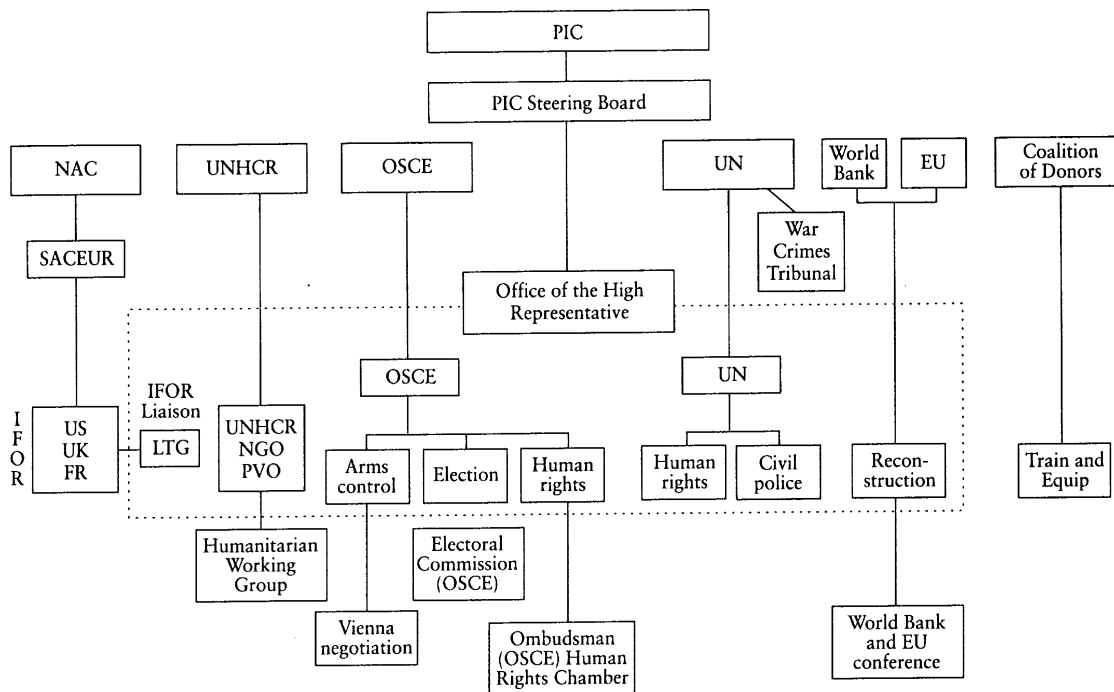 PIC
PIC Steering Board
NAC
UNHCR
OSCE
UN
World
Bank
EU
Coalition
of Donors
SACEUR
War
Crimes
Tribunal
Office of the High
Representative
OSCE
UN
IFOR
US
UK
FR
IFOR
Liaison
LTG
UNHCR
NGO
PVO
Arms
control
Election
Human
rights
Human
rights
Civil
police
Recon-
struction
Train and
Equip
Humanitarian
Working
Group
Electoral
Commission
(OSCE)
Vienna
negotiation
Ombudsman
(OSCE) Human
Rights Chamber
World Bank
and EU
conference